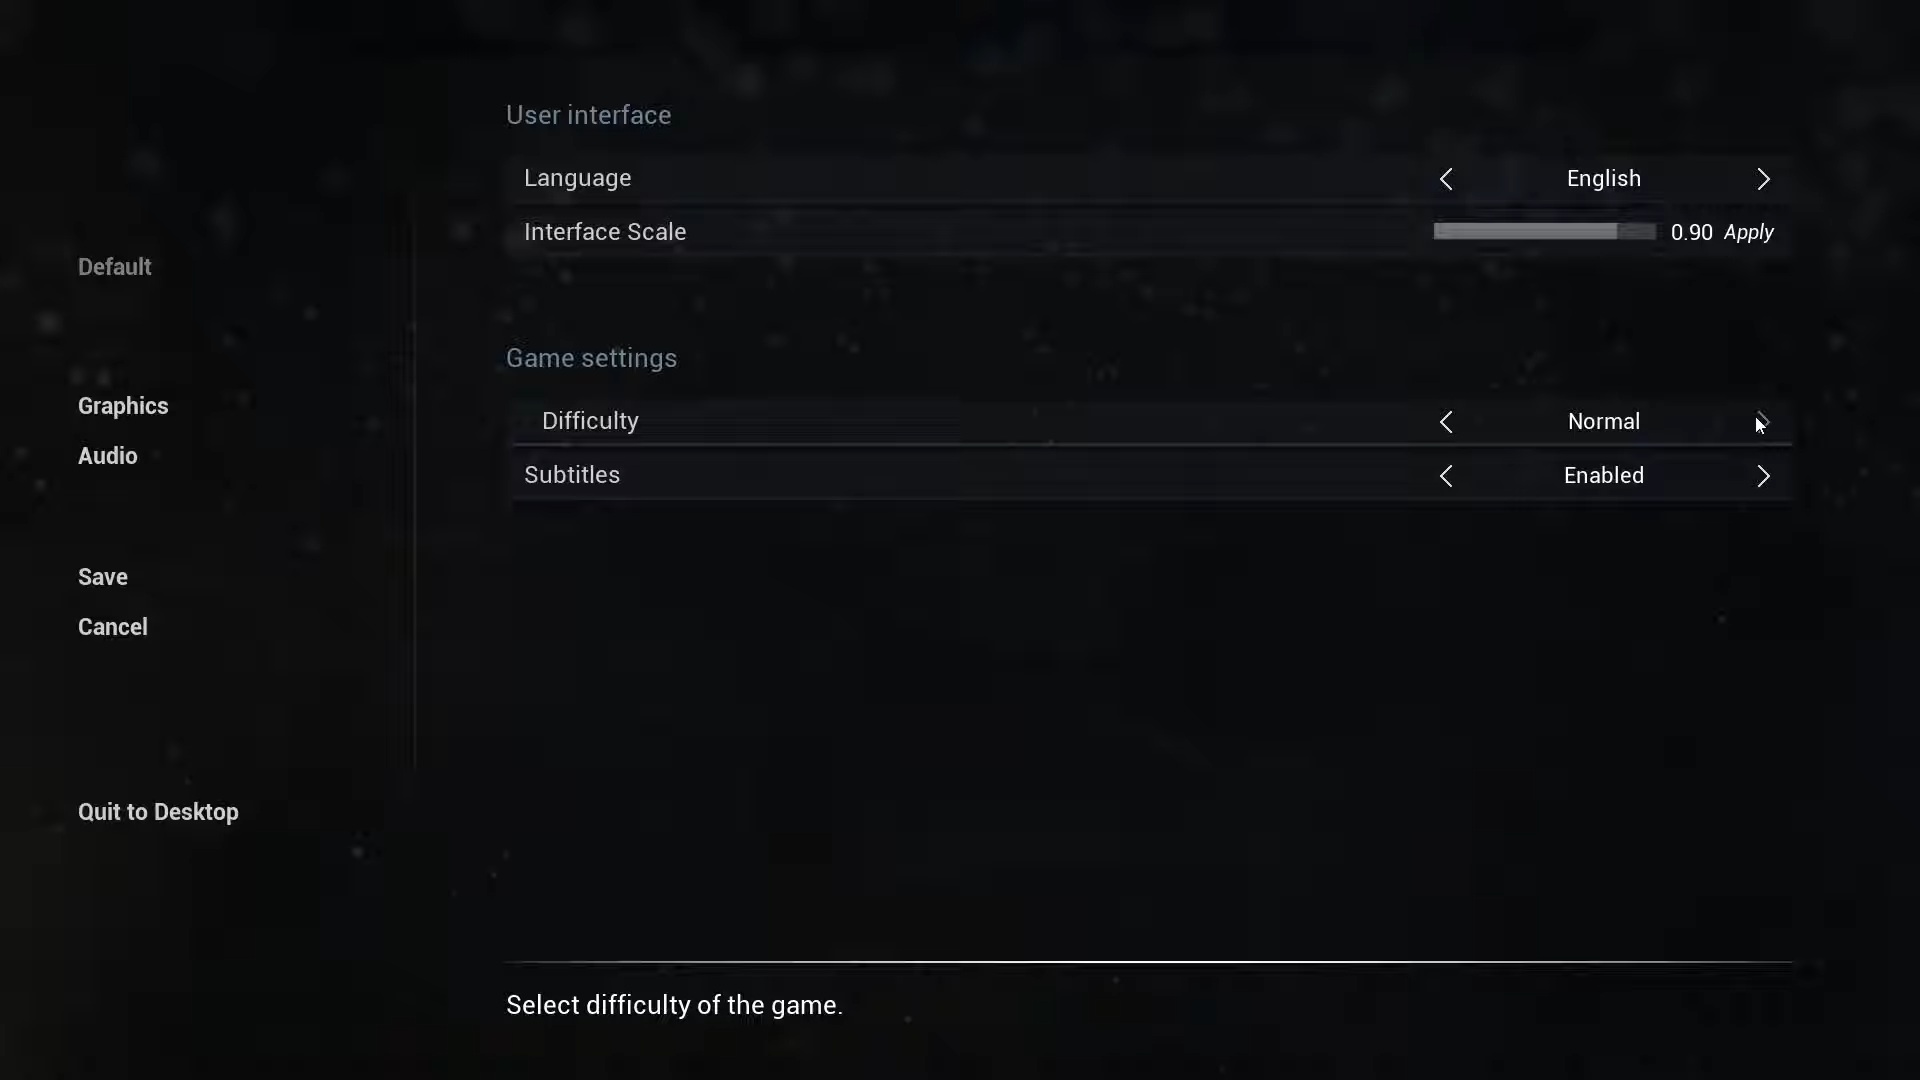 User interface
Language English
Interface Scale 0.90 Apply
Default
Game settings
Graphics
Difficulty Normal
Audio
Subtitles Enabled
Save
Cancel
Quit to Desktop
Select difficulty of the game.